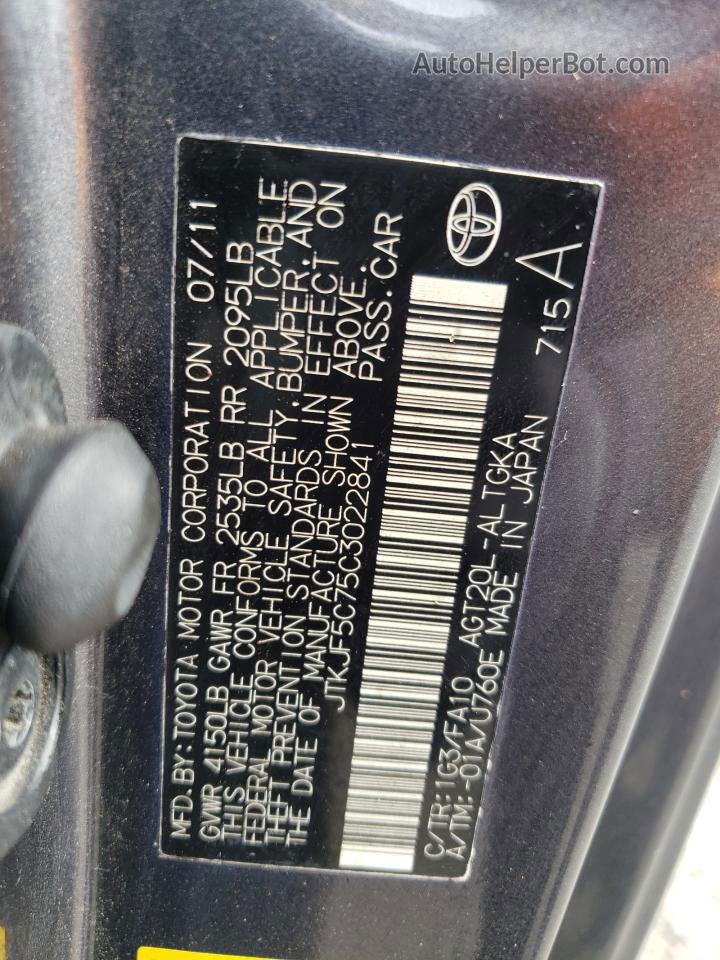 AutoHelperBot.com
MFD.BY:TOYOTA MOTOR CORPORATION 07/11
GVWR 4150LB GAWR FR 2535LB RR 2095LB
THIS VEHICLE CONFORMS TO ALL APPLICABLE
FEDERAL MOTOR VEHICLE SAFETY,BUMPER,AND
THEFT PREVENTION STANDARDS IN EFFECT ON
THE DATE OF MANUFACTURE SHOWN ABOVE.
JTKJF5C75C3022841 PASS.CAR
C/TR:1G3/FA10 AGT20L-ALTGKA
A/TM:-01A/U760E MADE IN JAPAN
715 A